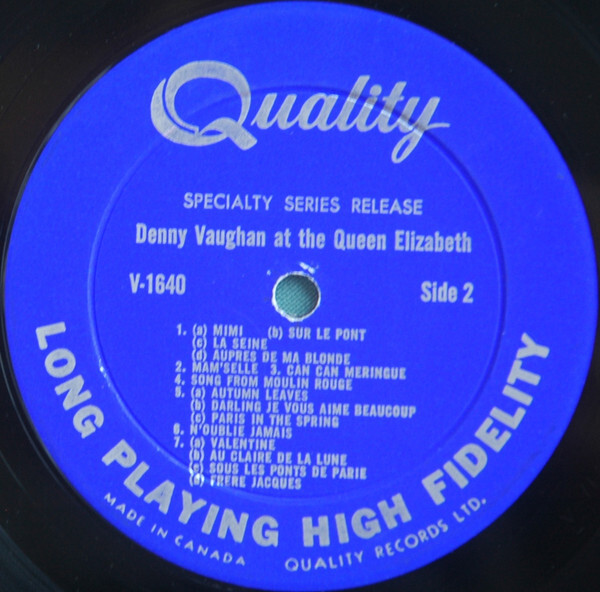 Quality
SPECIALTY SERIES RELEASE
Denny Vaughan at the Queen Elizabeth
V-1640
Side 2
1. (a) MIMI (b) SUR LE PONT
(c) LA SEINE
(d) AUPRES DE MA BLONDE
2. MAM'SELLE 3. CAN CAN MERINGUE
4. SONG FROM MOULIN ROUGE
5. (a) AUTUMN LEAVES
(b) DARLING JE VOUS AIME BEAUCOUP
(c) PARIS IN THE SPRING
6. N'OUBLIE JAMAIS
7. (a) VALENTINE
(b) AU CLAIRE DE LA LUNE
(c) SOUS LES PONTS DE PARIE
(d) FRERE JACQUES
LONG PLAYING HIGH FIDELITY
MADE IN CANADA QUALITY RECORDS LTD.